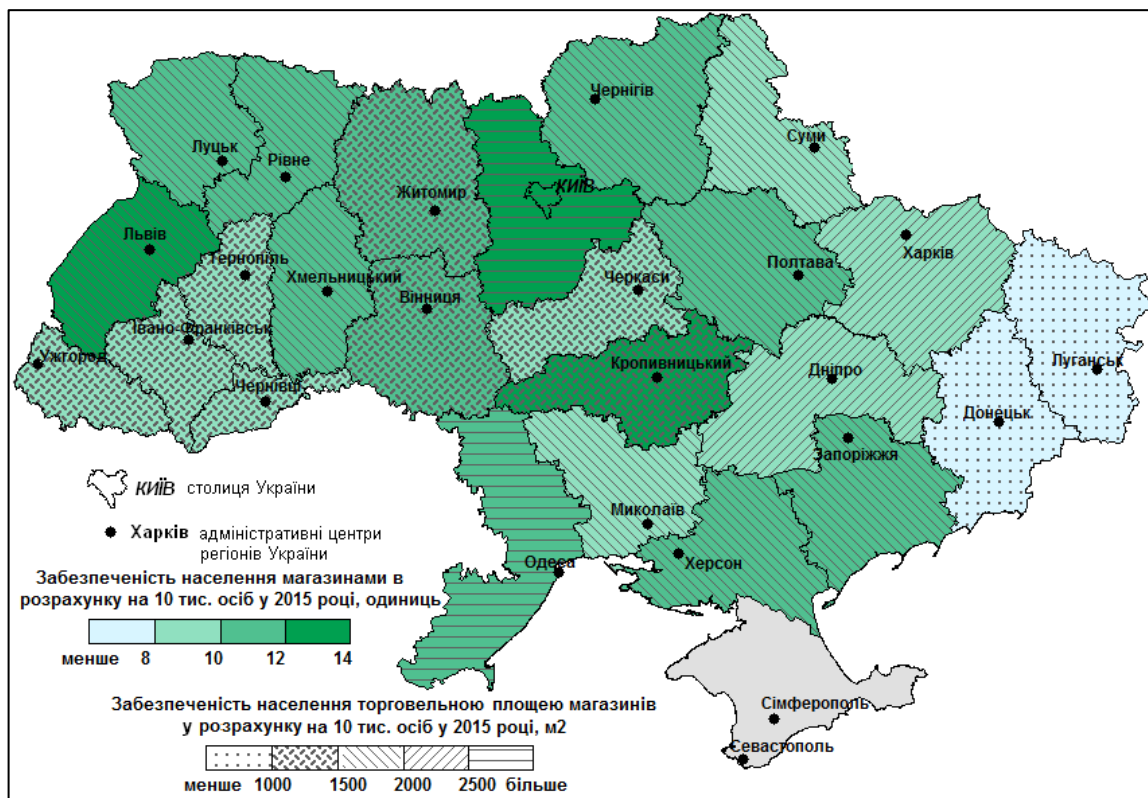 Чернігів
Суми
Луцьк
Рівне
КИЇВ
Житомир
Львів
Харків
Тернопіль
Хмельницький
Полтава
Черкаси
Вінниця
Івано-Франківськ
Ужгород
Луганськ
Кропивницький
Дніпро
Чернівці
Донецьк
Запоріжжя
КИЇВ столиця України
Миколаїв
Харків адміністративні центри
регіонів України
Херсон
Одеса
Забезпеченість населення магазинами в
розрахунку на 10 тис. осіб у 2015 році, одиниць
менше 8 10 12 14
Забезпеченість населення торговельною площею магазинів
у розрахунку на 10 тис. осіб у 2015 році, м2
менше 1000 1500 2000 2500 більше
Сімферополь
Севастополь